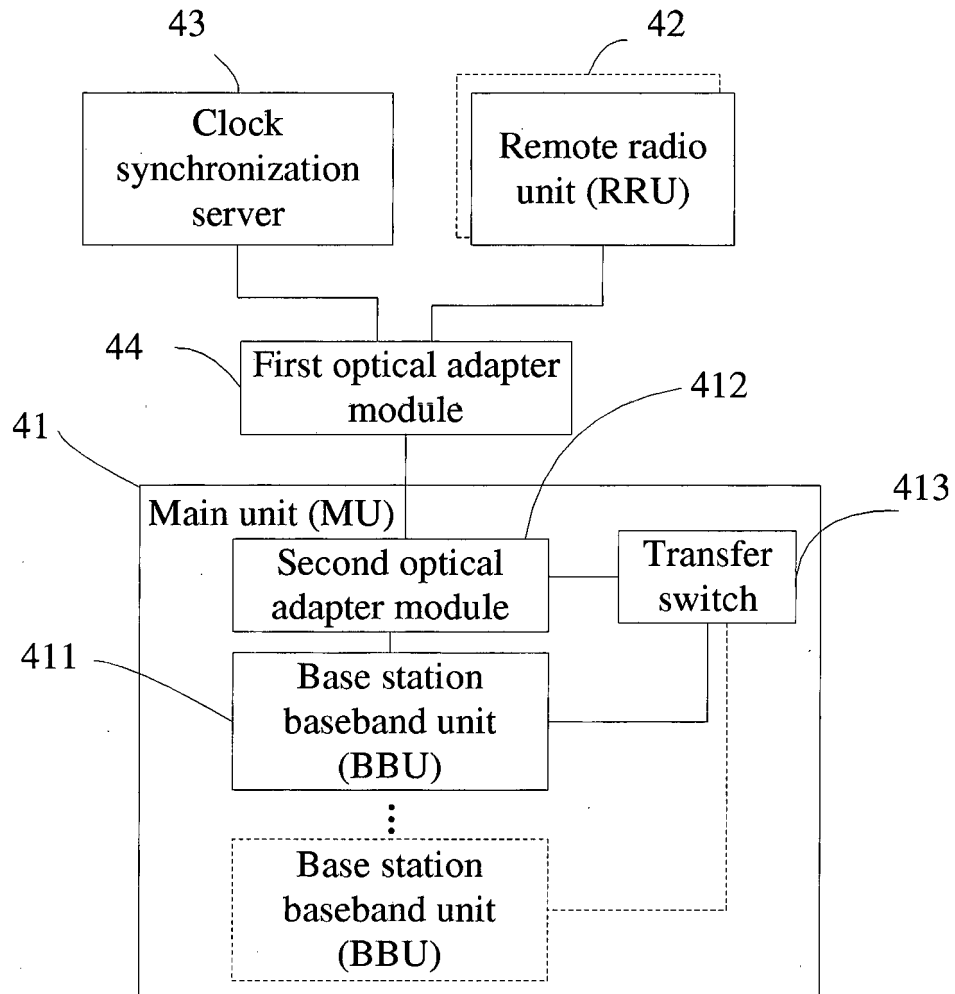 43
42
Clock
synchronization
server
Remote radio
unit (RRU)
44
First optical adapter
module
412
41
413
Main unit (MU)
Second optical
adapter module
Transfer
switch
411
Base station
baseband unit
(BBU)
Base station
baseband unit
(BBU)